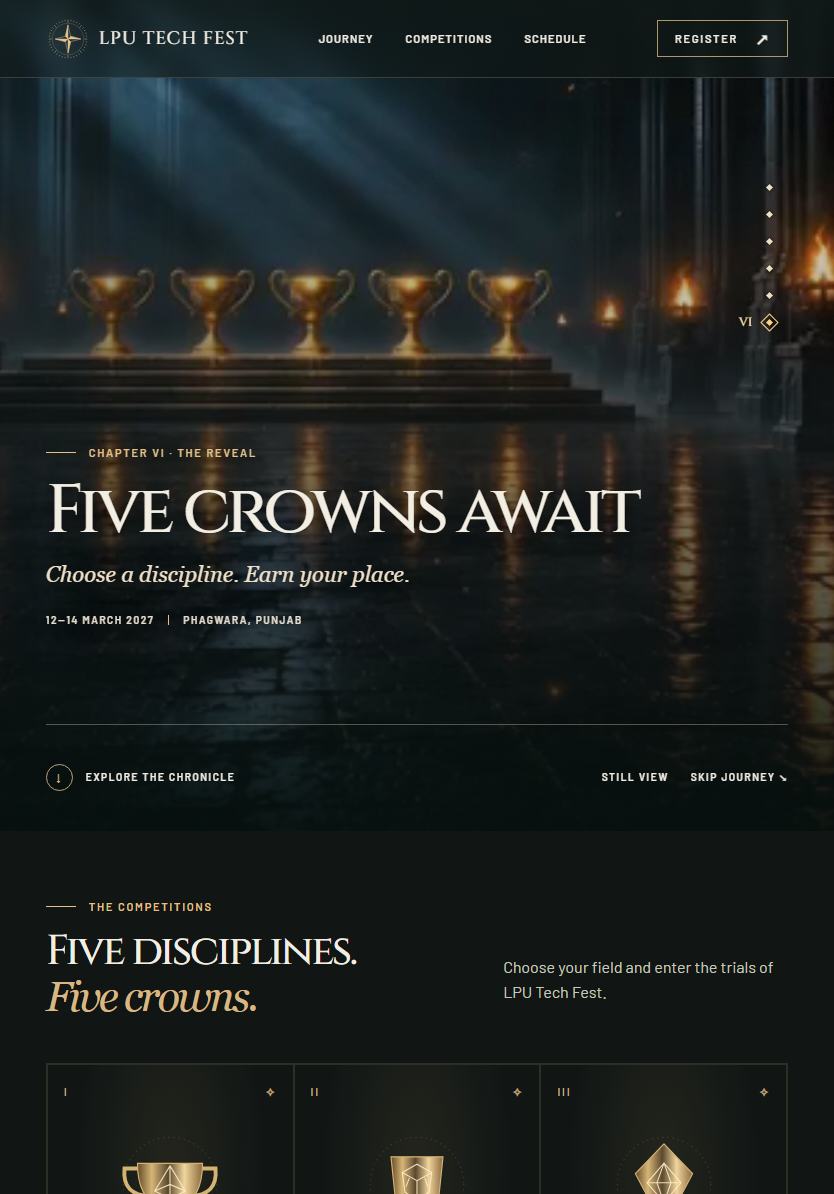 LPU TECH FEST
JOURNEY
COMPETITIONS
SCHEDULE
REGISTER ↗
VI
CHAPTER VI · THE REVEAL
FIVE CROWNS AWAIT
Choose a discipline. Earn your place.
12–14 MARCH 2027 | PHAGWARA, PUNJAB
↓ EXPLORE THE CHRONICLE
STILL VIEW
SKIP JOURNEY ↘
THE COMPETITIONS
FIVE DISCIPLINES.
Five crowns.
Choose your field and enter the trials of
LPU Tech Fest.
I
II
III